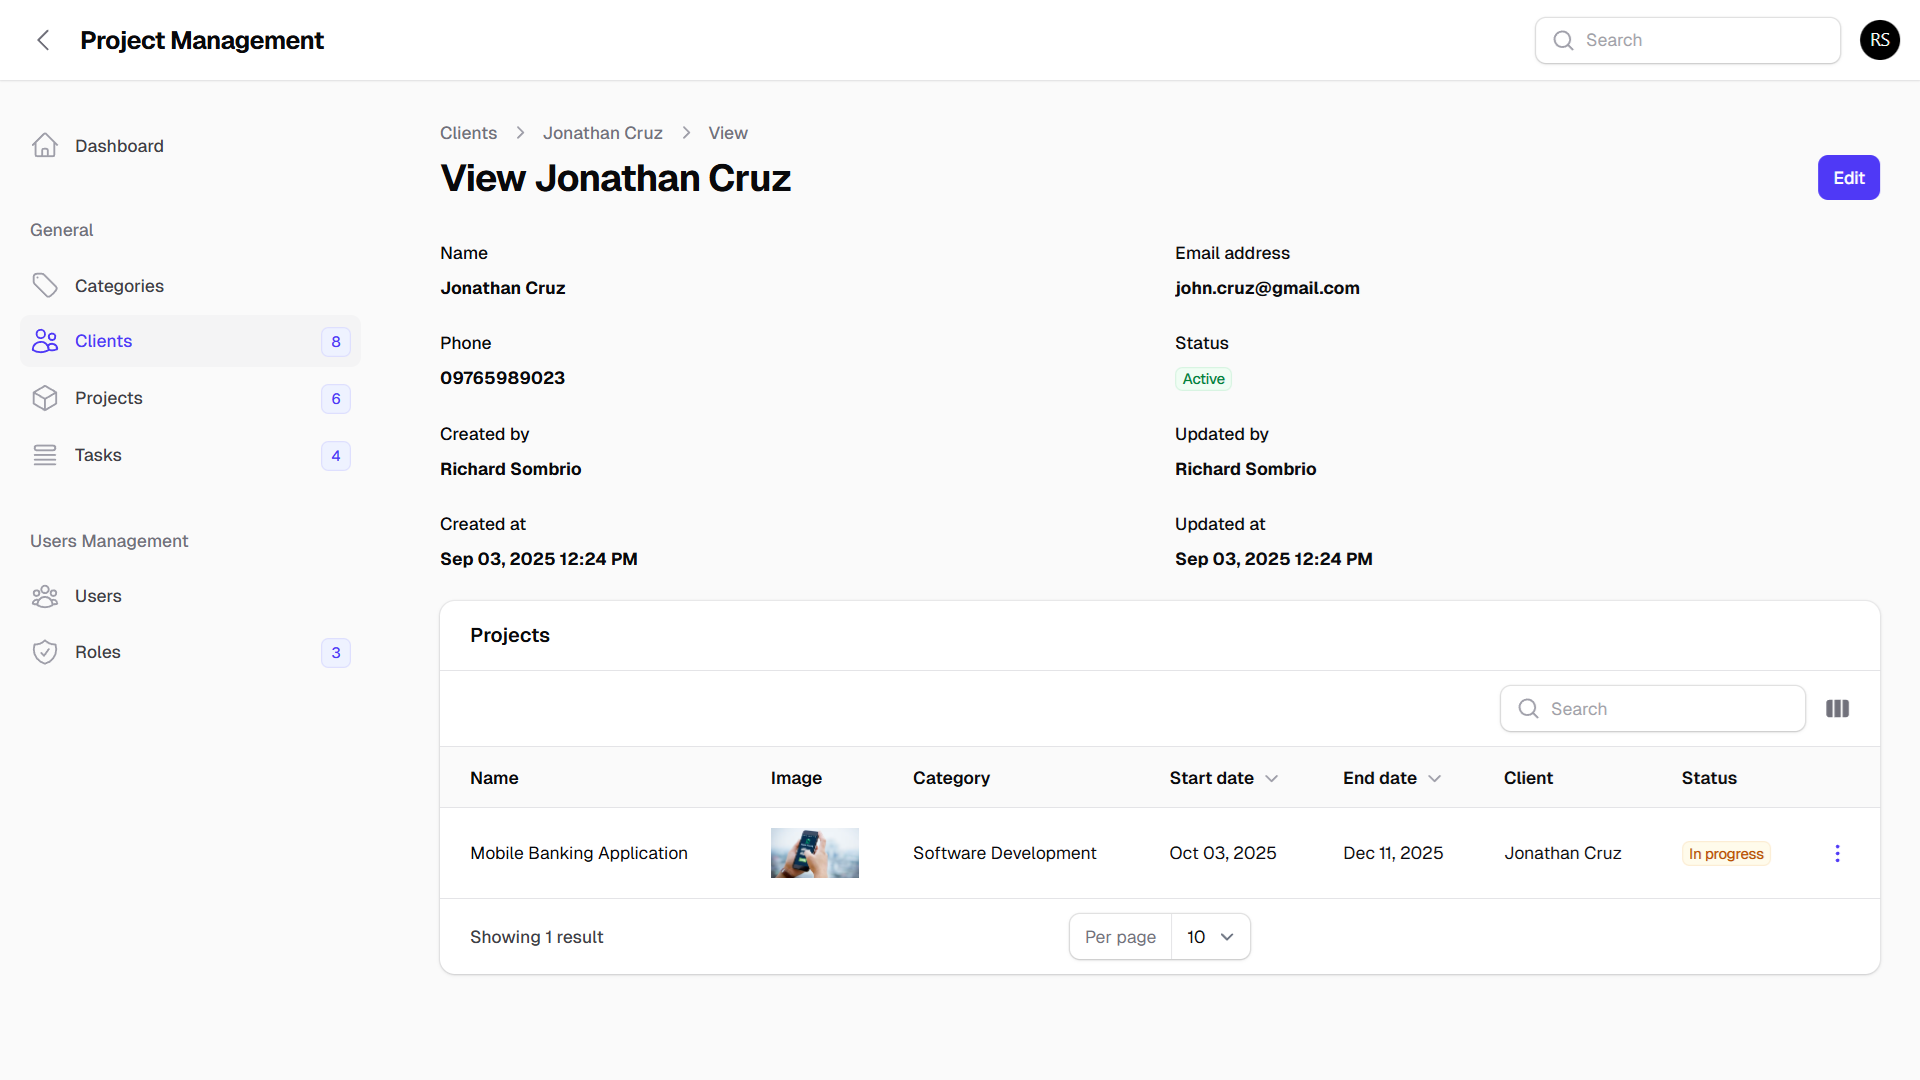 Project Management
Search
RS
Dashboard
General
Categories
Clients 8
Projects 6
Tasks 4
Users Management
Users
Roles 3
Clients > Jonathan Cruz > View
View Jonathan Cruz
Edit
Name
Jonathan Cruz
Email address
john.cruz@gmail.com
Phone
09765989023
Status
Active
Created by
Richard Sombrio
Updated by
Richard Sombrio
Created at
Sep 03, 2025 12:24 PM
Updated at
Sep 03, 2025 12:24 PM
Projects
Search
Name Image Category Start date End date Client Status
Mobile Banking Application Software Development Oct 03, 2025 Dec 11, 2025 Jonathan Cruz In progress
Showing 1 result
Per page 10